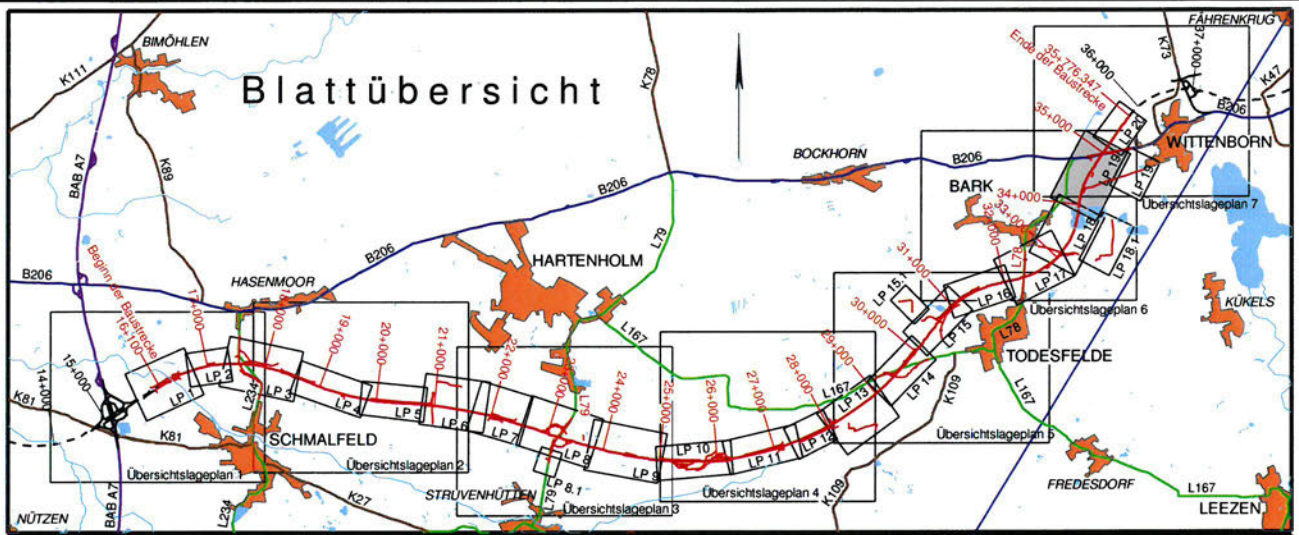 Blattübersicht
BIMÖHLEN
K111
K89
BAB A7
B206
K78
FAHRENKRUG
K73
37+000
K47
B206
36+000
35+776.347
Ende der Baustrecke
35+000
LP 20
WITTENBORN
LP 19
LP 19.1
Übersichtslageplan 7
BOCKHORN
B206
BARK
34+000
33+000
32+000
L78
LP 18
LP 18.1
LP 17
Übersichtslageplan 6
KÜKELS
B206
HARTENHOLM
L79
HASENMOOR
B206
Beginn der Baustrecke
16+100
17+000
19+000
20+000
21+000
22+000
24+000
25+000
26+000
27+000
28+000
29+000
30+000
31+000
LP 15.1
LP 16
LP 15
L78
TODESFELDE
L167
L167
LP 14
K109
LP 13
15+000
14+000
K81
K81
LP 1
LP 2
L234
LP 3
LP 4
LP 5
LP 6
LP 7
LP 8
L79
LP 9
LP 10
LP 11
LP 12
Übersichtslageplan 5
SCHMALFELD
Übersichtslageplan 1
Übersichtslageplan 2
LP 8.1
Übersichtslageplan 4
K109
L167
FREDESDORF
L167
LEEZEN
NÜTZEN
BAB A7
L234
K27
STRUVENHÜTTEN
L79
Übersichtslageplan 3